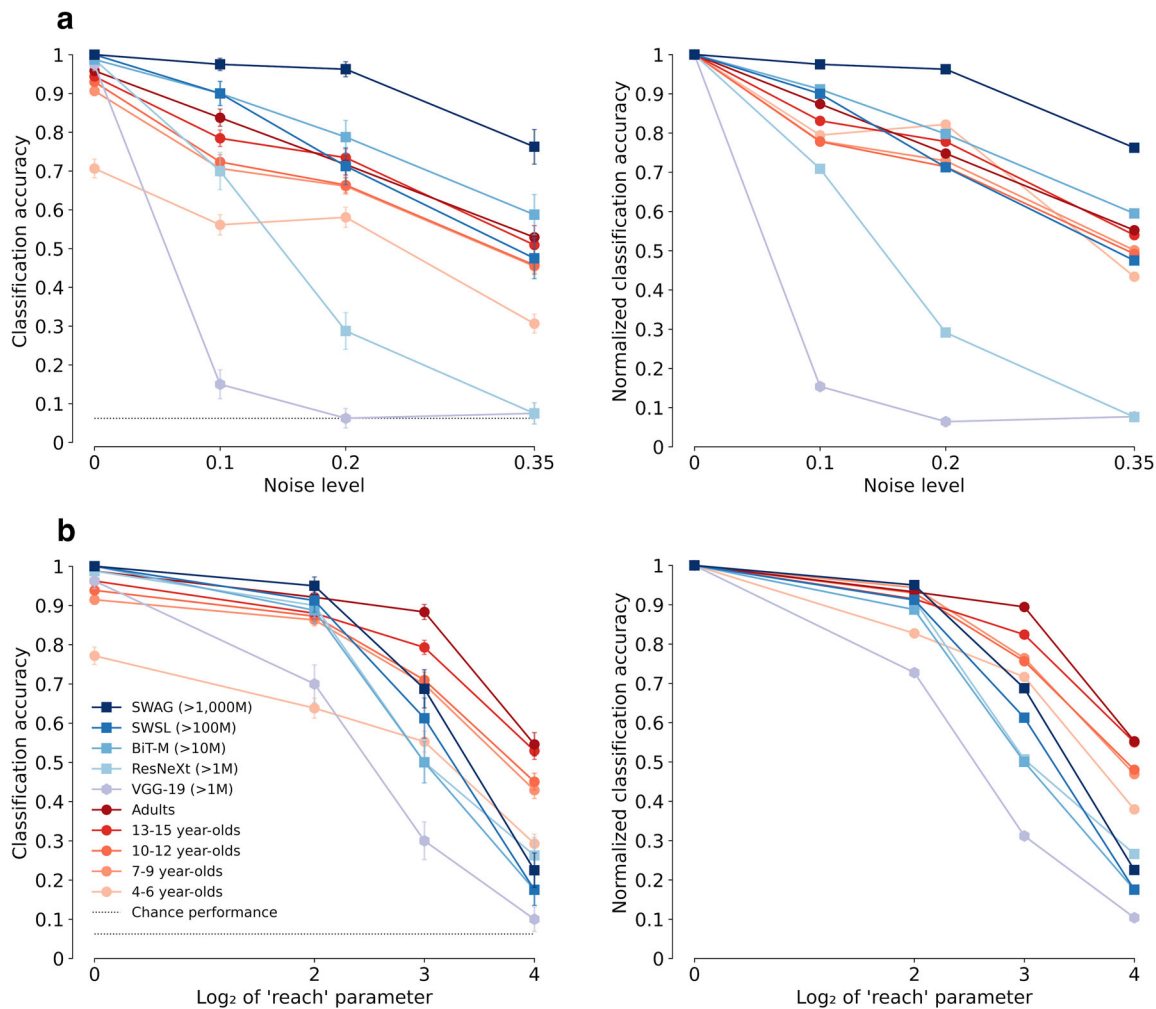 a
Classification accuracy
1
0.9
0.8
0.7
0.6
0.5
0.4
0.3
0.2
0.1
0
0 0.1 0.2 0.35
Noise level
Normalized classification accuracy
1
0.9
0.8
0.7
0.6
0.5
0.4
0.3
0.2
0.1
0
0 0.1 0.2 0.35
Noise level
b
Classification accuracy
1
0.9
0.8
0.7
0.6
0.5
0.4
0.3
0.2
0.1
0
SWAG (>1,000M)
SWSL (>100M)
BiT-M (>10M)
ResNeXt (>1M)
VGG-19 (>1M)
Adults
13-15 year-olds
10-12 year-olds
7-9 year-olds
4-6 year-olds
Chance performance
0 2 3 4
Log₂ of 'reach' parameter
Normalized classification accuracy
1
0.9
0.8
0.7
0.6
0.5
0.4
0.3
0.2
0.1
0
0 2 3 4
Log₂ of 'reach' parameter